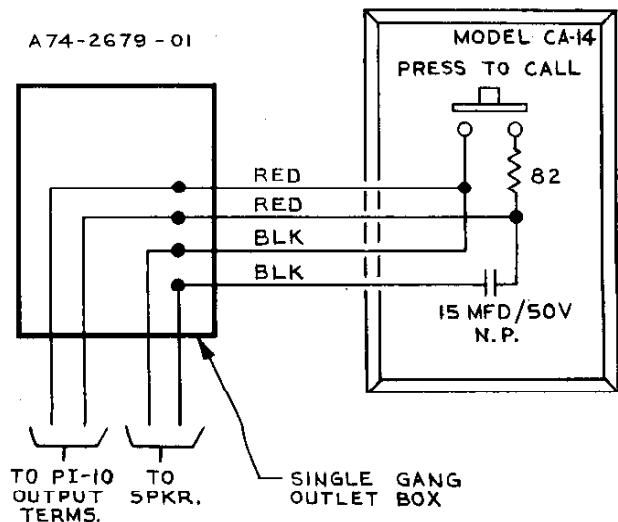 A74-2679-01
MODEL CA-14
PRESS TO CALL
RED
82
RED
BLK
BLK
15 MFD/50V
N.P.
TO PI-10
OUTPUT
TERMS.
TO
SPKR.
SINGLE GANG
OUTLET BOX